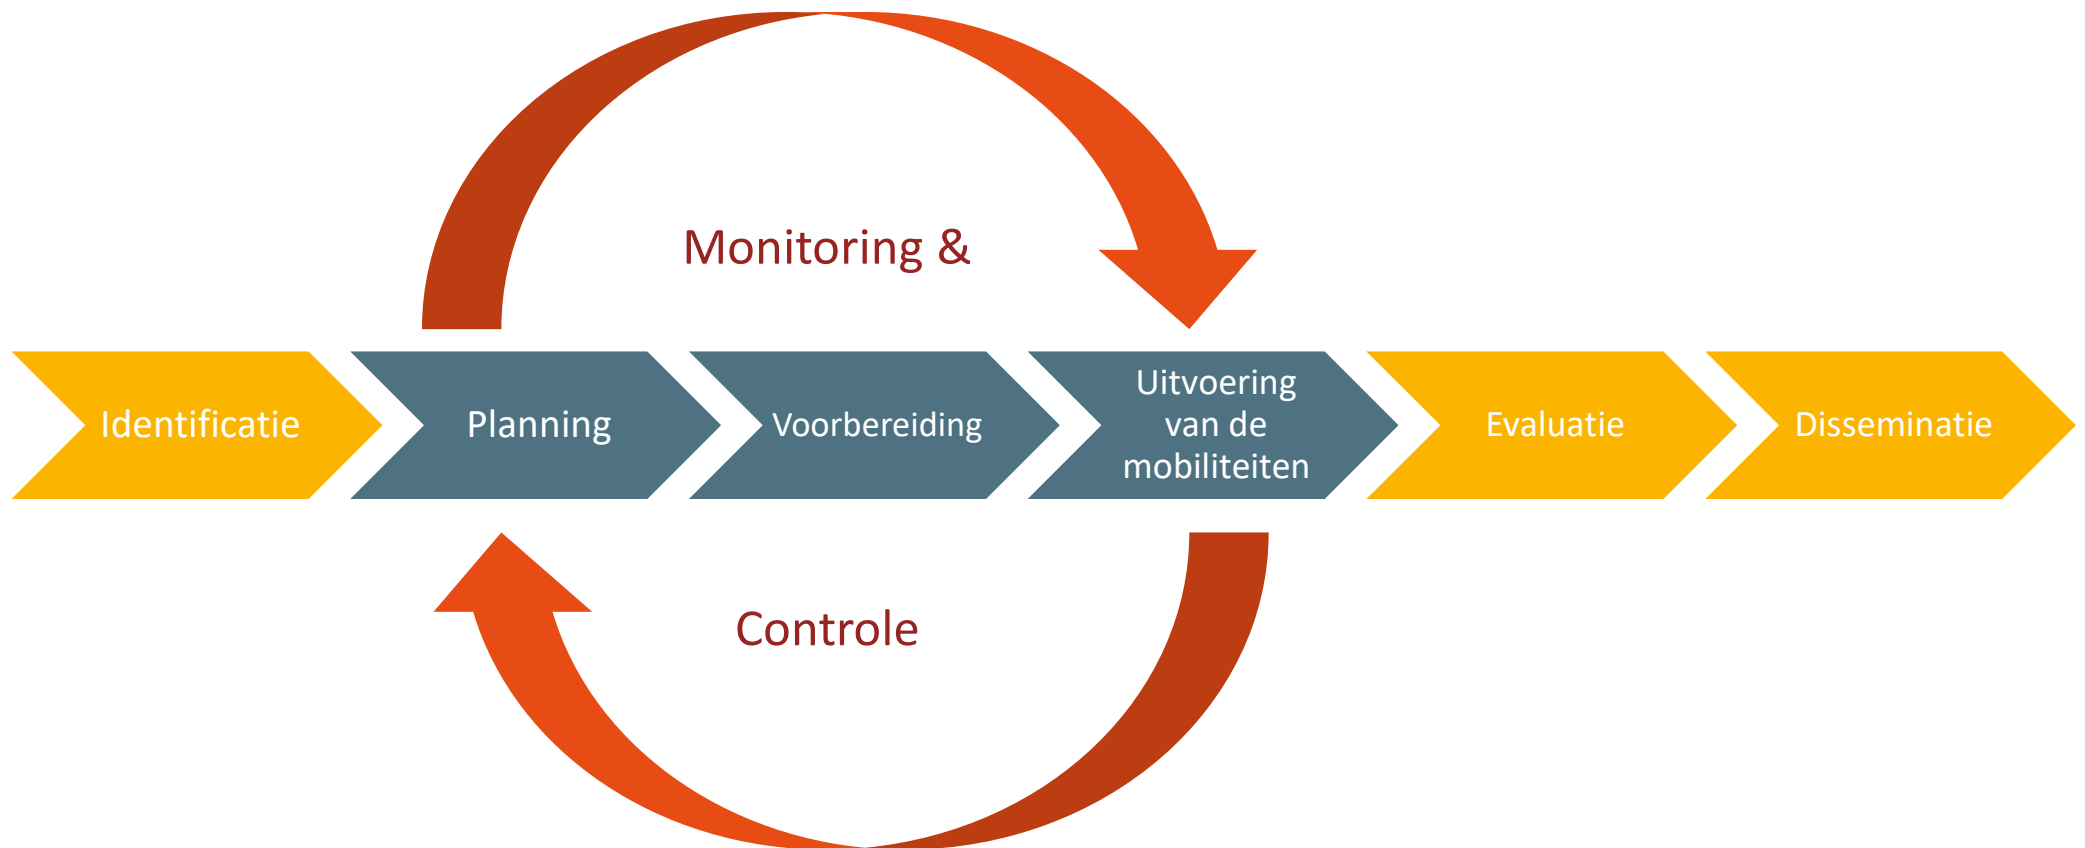 Monitoring &
Identificatie
Planning
Voorbereiding
Uitvoering
van de
mobiliteiten
Evaluatie
Disseminatie
Controle